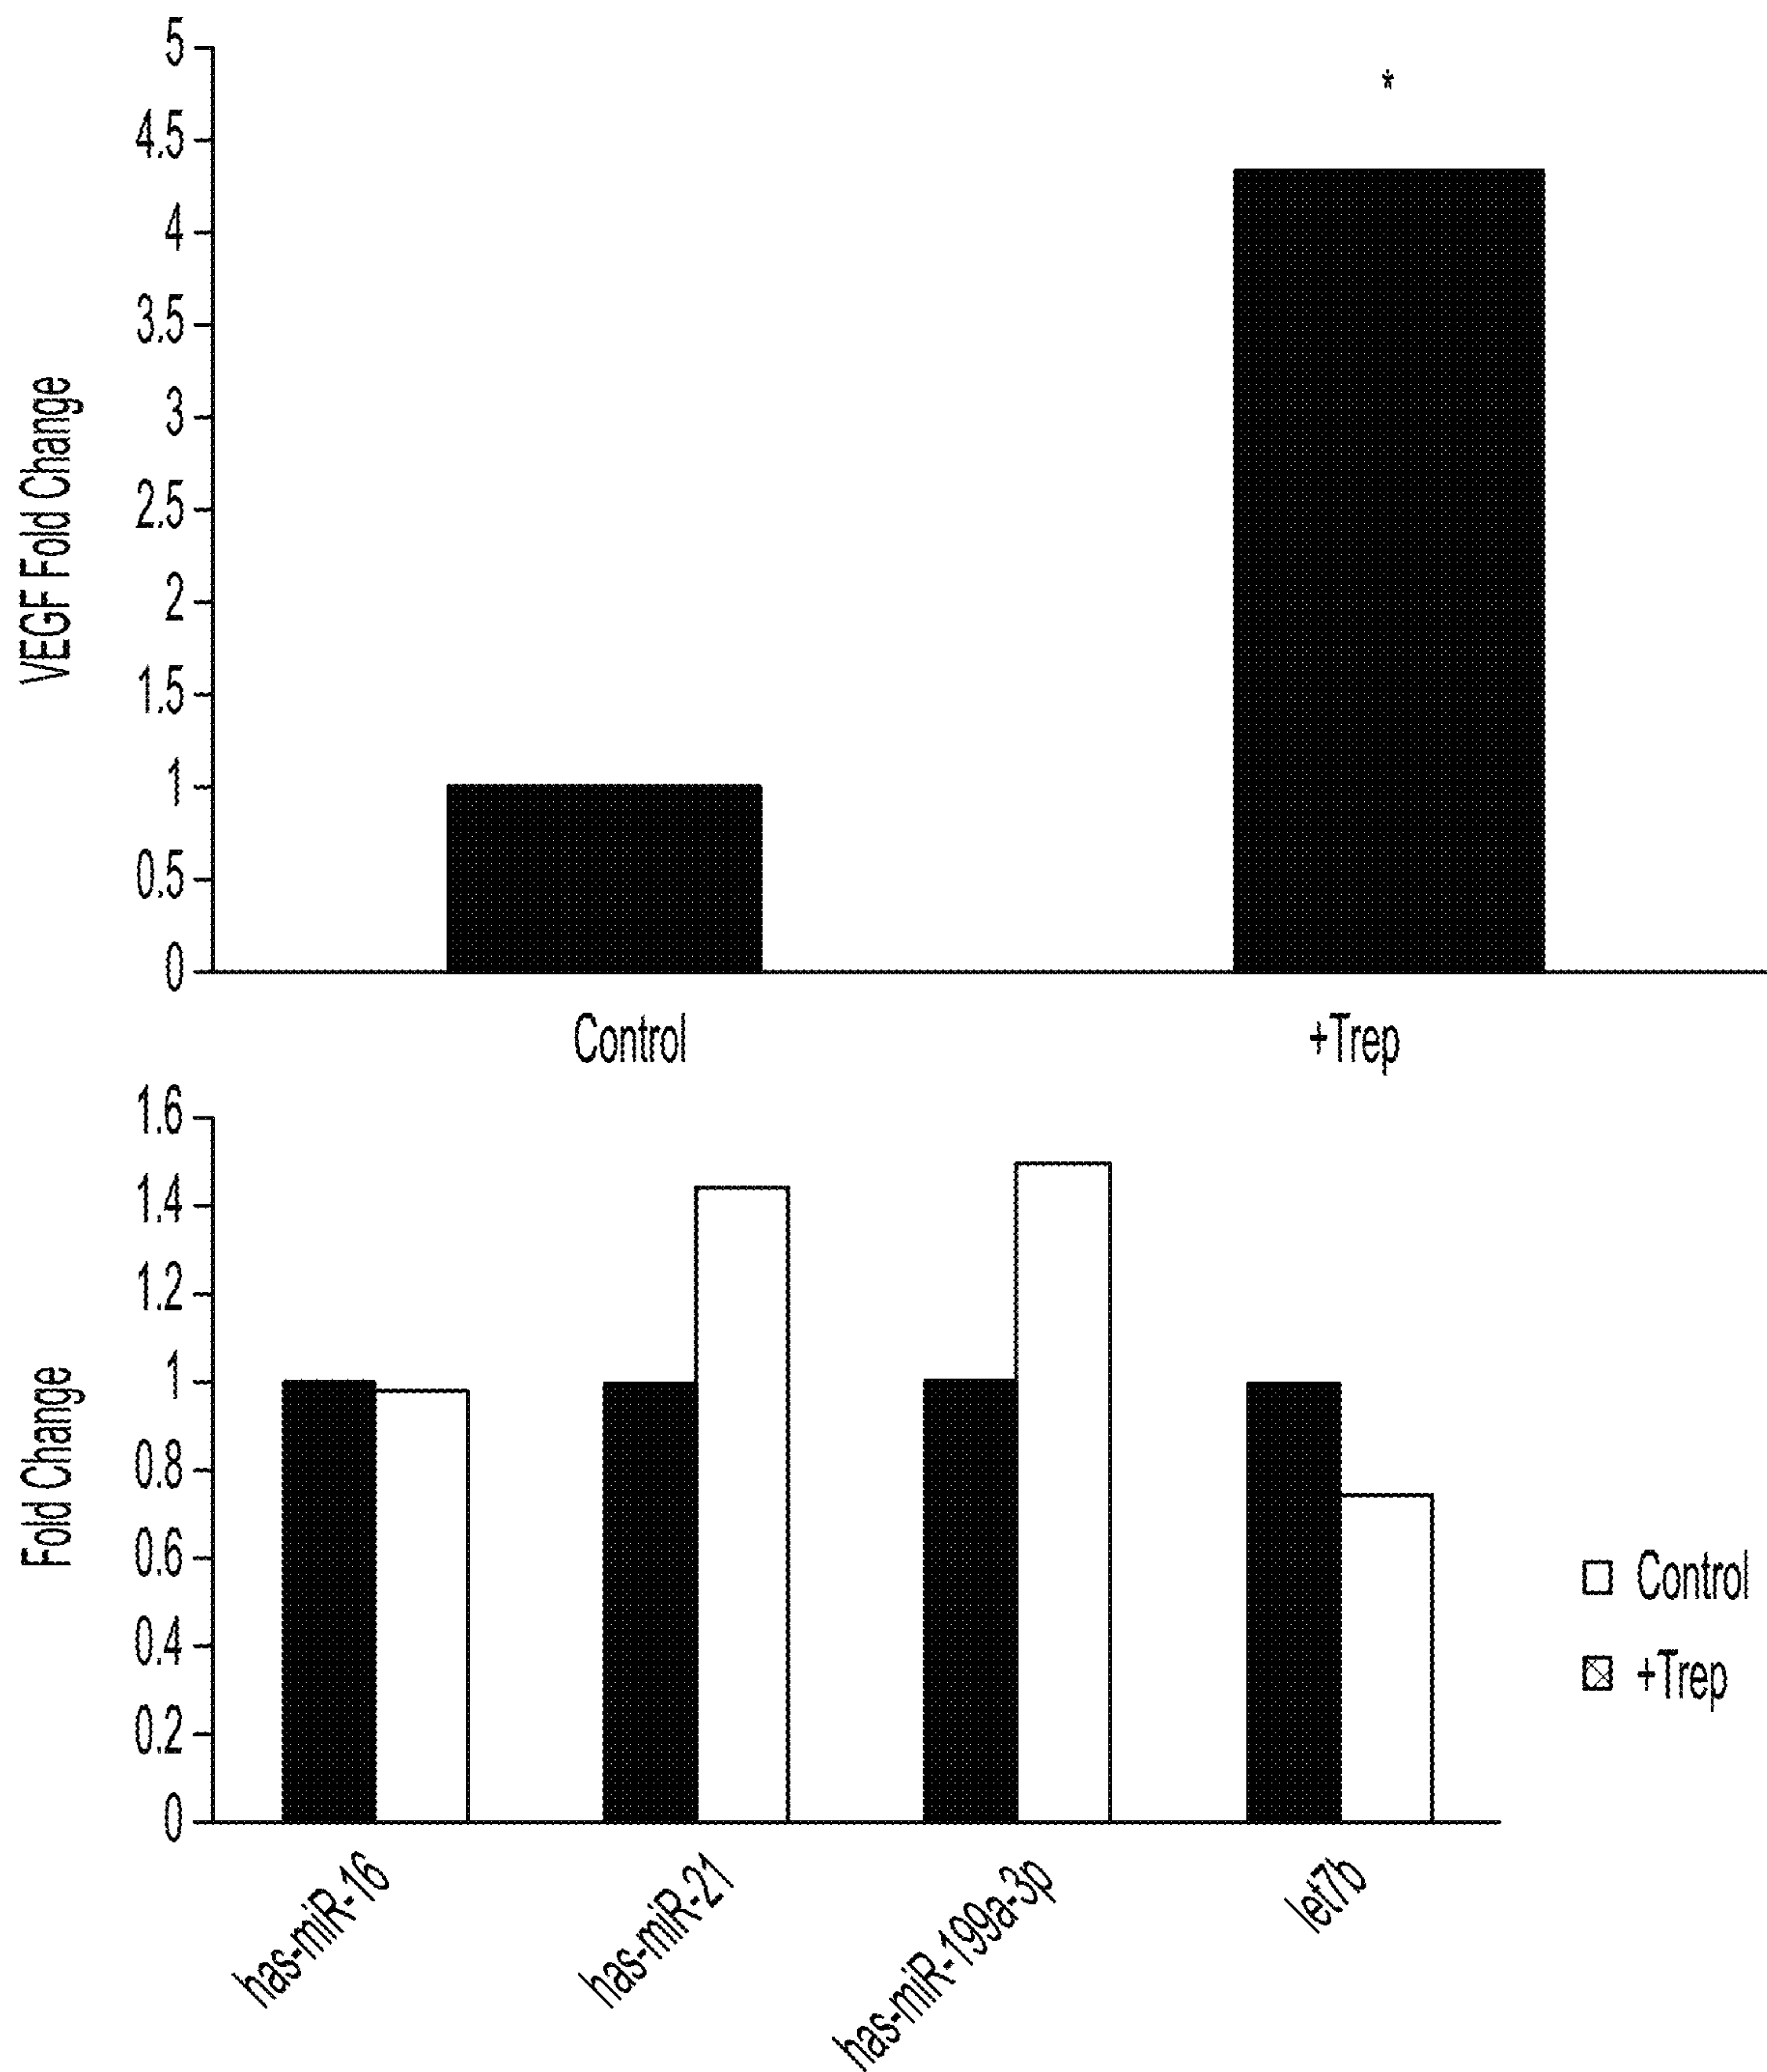 VEGF Fold Change
5
4.5
4
3.5
3
2.5
2
1.5
1
0.5
0
*
Control
+Trep
Fold Change
1.6
1.4
1.2
1
0.8
0.6
0.4
0.2
0
has-miR-16
has-miR-21
has-miR-199a-3p
let7b
Control
+Trep